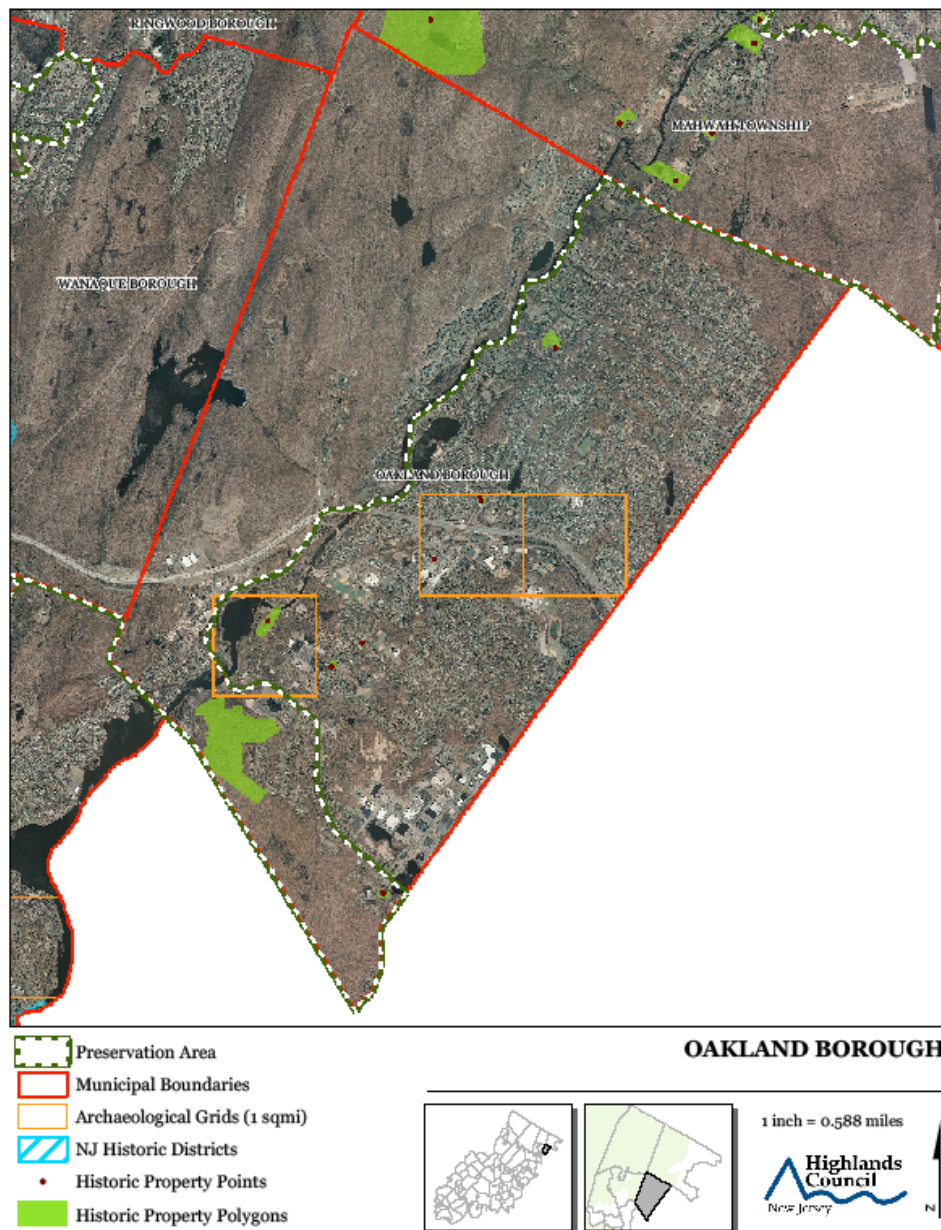 RINGWOOD BOROUGH
MAHWAH TOWNSHIP
WANAQUE BOROUGH
OAKLAND BOROUGH
Preservation Area
Municipal Boundaries
Archaeological Grids (1 sqmi)
NJ Historic Districts
Historic Property Points
Historic Property Polygons
OAKLAND BOROUGH
1 inch = 0.588 miles
Highlands
Council
New Jersey
N